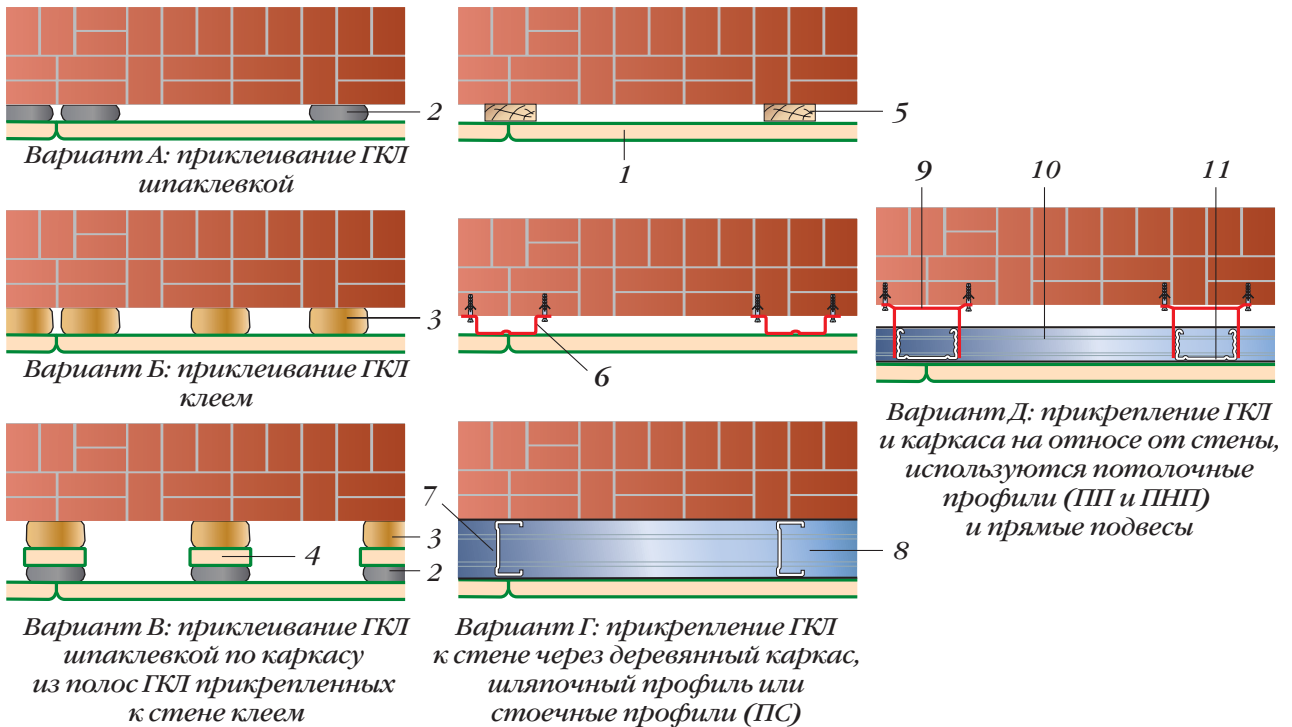 2
Вариант А: приклеивание ГКЛ
шпаклевкой
5
1
3
Вариант Б: приклеивание ГКЛ
клеем
6
9 10 11
Вариант Д: прикрепление ГКЛ
и каркаса на относе от стены,
используются потолочные
профили (ПП и ПНП)
и прямые подвесы
4
3
2
Вариант В: приклеивание ГКЛ
шпаклевкой по каркасу
из полос ГКЛ прикрепленных
к стене клеем
7
8
Вариант Г: прикрепление ГКЛ
к стене через деревянный каркас,
шляпочный профиль или
стоечные профили (ПС)